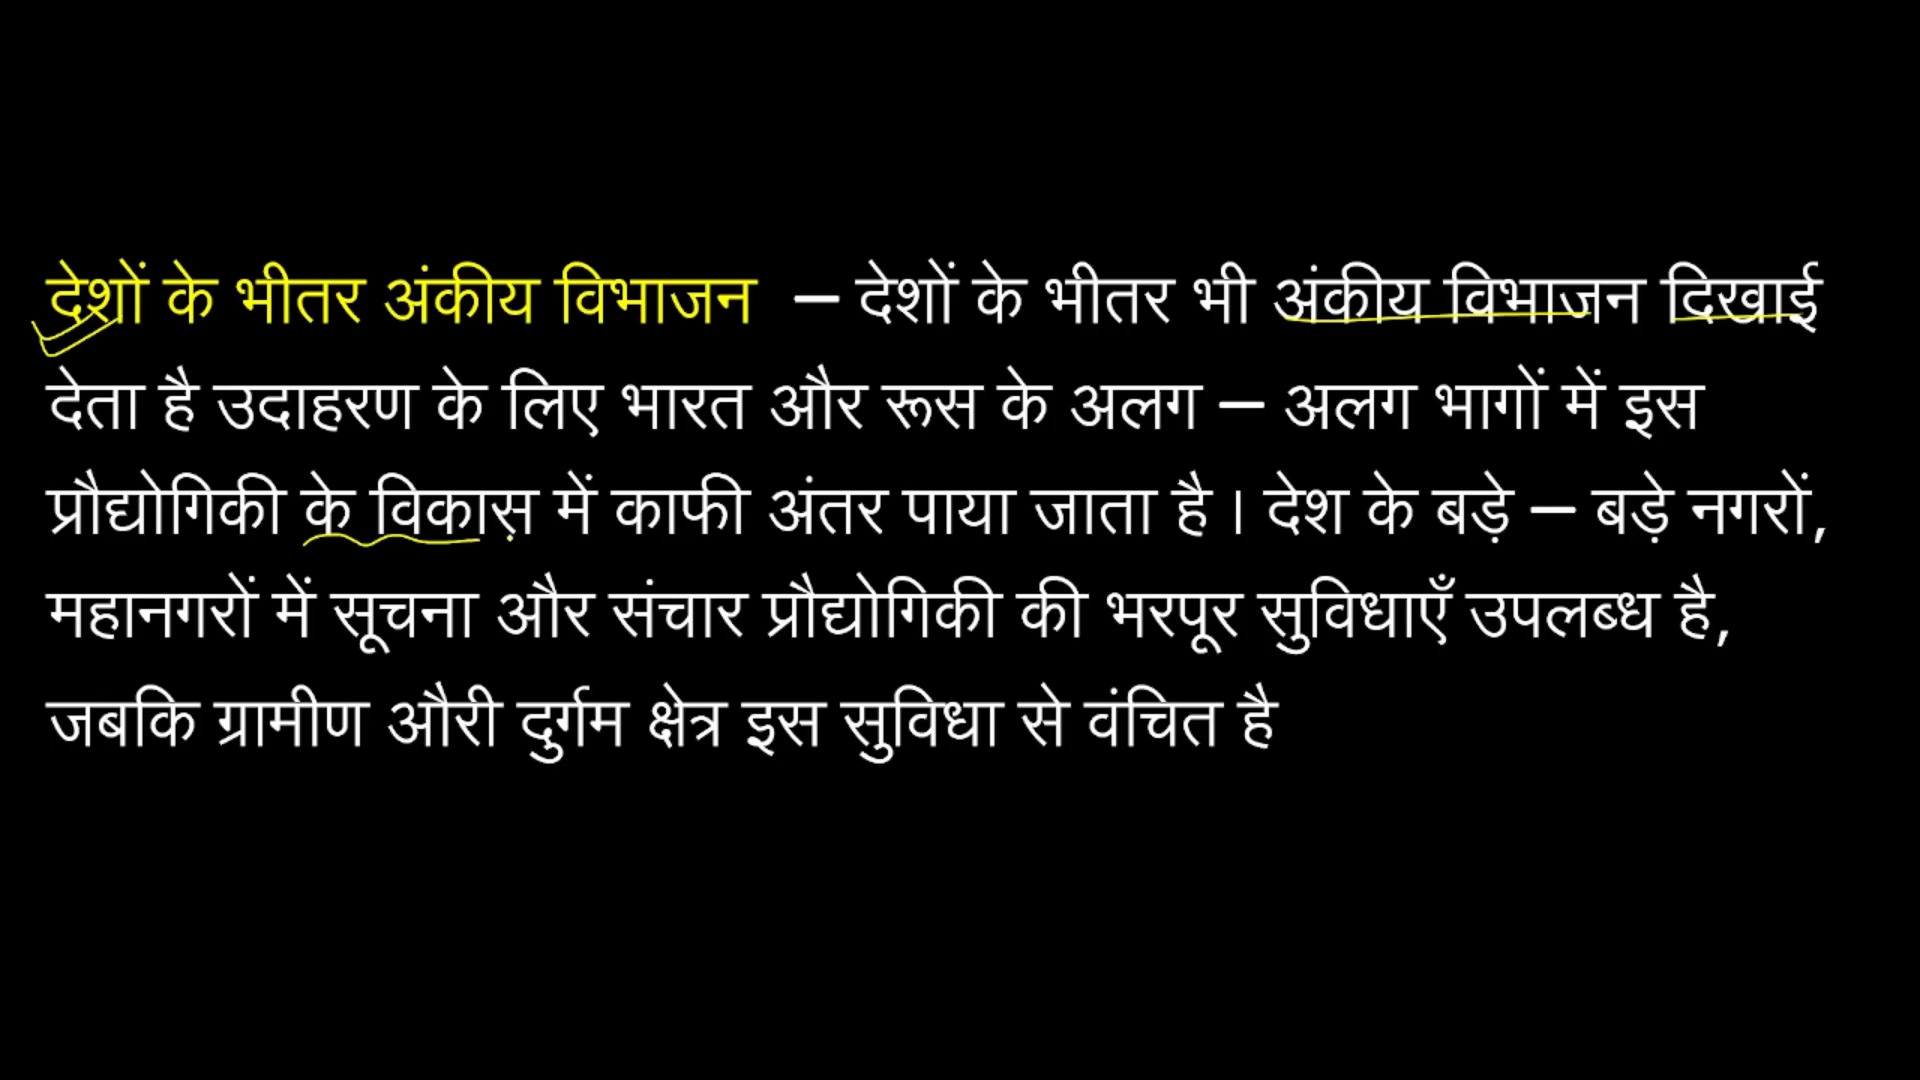 देशों के भीतर अंकीय विभाजन – देशों के भीतर भी अंकीय विभाजन दिखाई
देता है उदाहरण के लिए भारत और रूस के अलग – अलग भागों में इस
प्रौद्योगिकी के विकास में काफी अंतर पाया जाता है । देश के बड़े – बड़े नगरों,
महानगरों में सूचना और संचार प्रौद्योगिकी की भरपूर सुविधाएँ उपलब्ध है,
जबकि ग्रामीण औरी दुर्गम क्षेत्र इस सुविधा से वंचित है